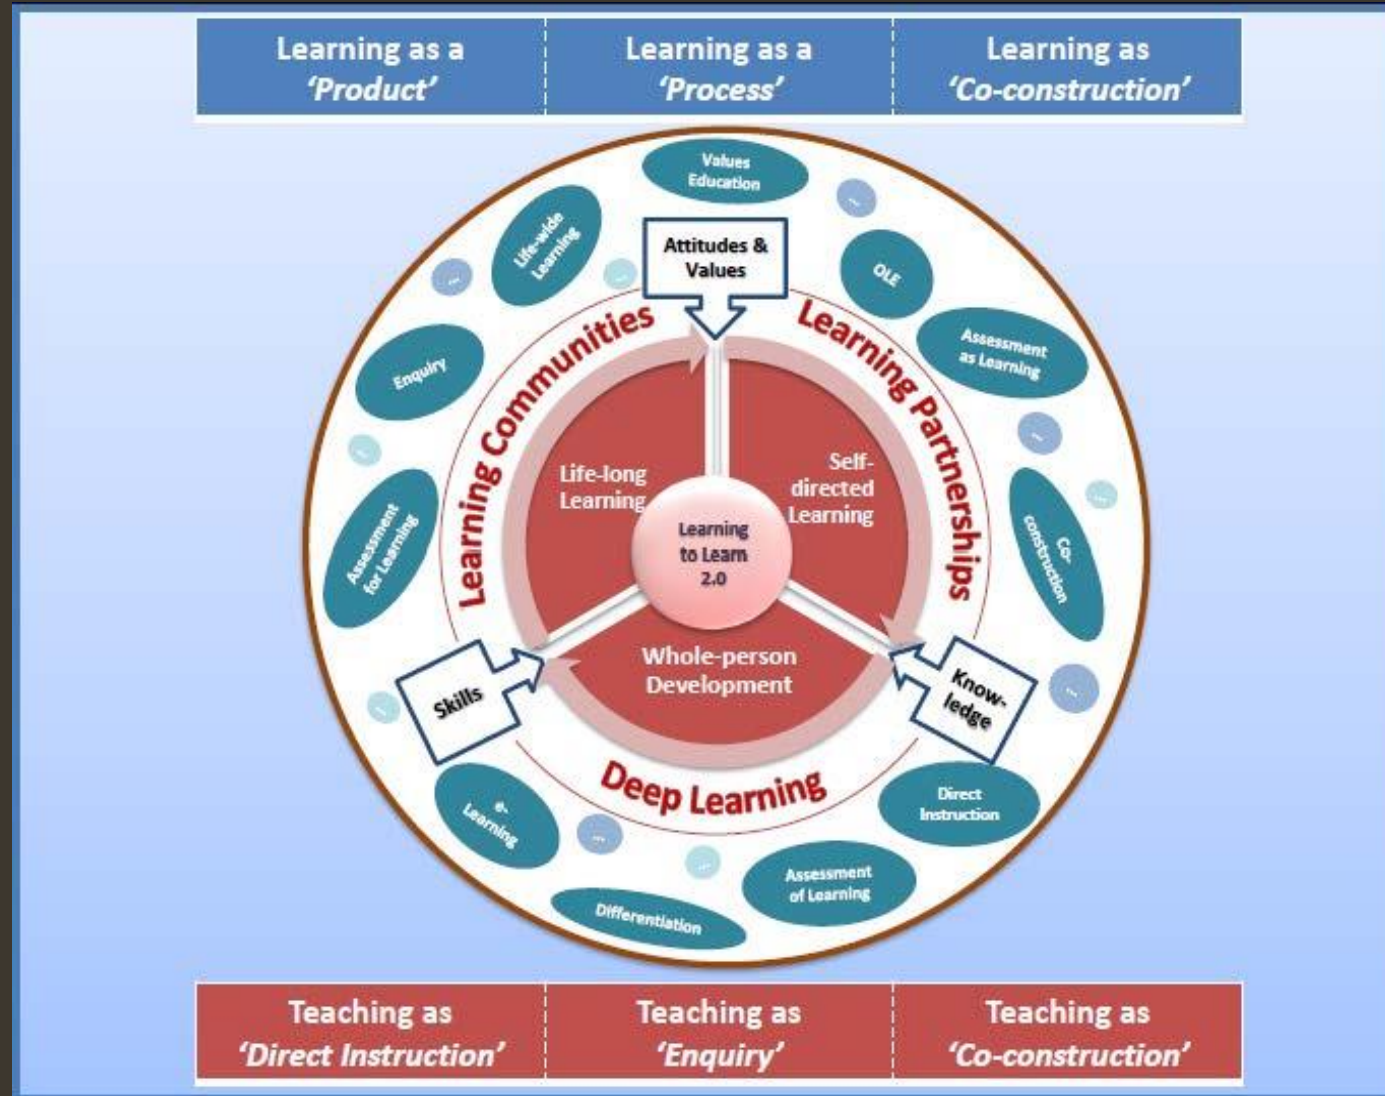 Learning as a
‘Product’
Learning as a
‘Process’
Learning as
‘Co-construction’
Values
Education
...
Life-wide
Learning
...
...
OLE
Attitudes &
Values
Assessment
as Learning
Enquiry
...
...
Learning Communities
Learning Partnerships
Assessment
for Learning
...
Co-
construction
Life-long
Learning
Self-
directed
Learning
Learning
to Learn
2.0
Whole-person
Development
Skills
Know-
ledge
...
...
Deep Learning
e-
Learning
...
...
Direct
Instruction
Assessment
of Learning
Differentiation
Teaching as
‘Direct Instruction’
Teaching as
‘Enquiry’
Teaching as
‘Co-construction’